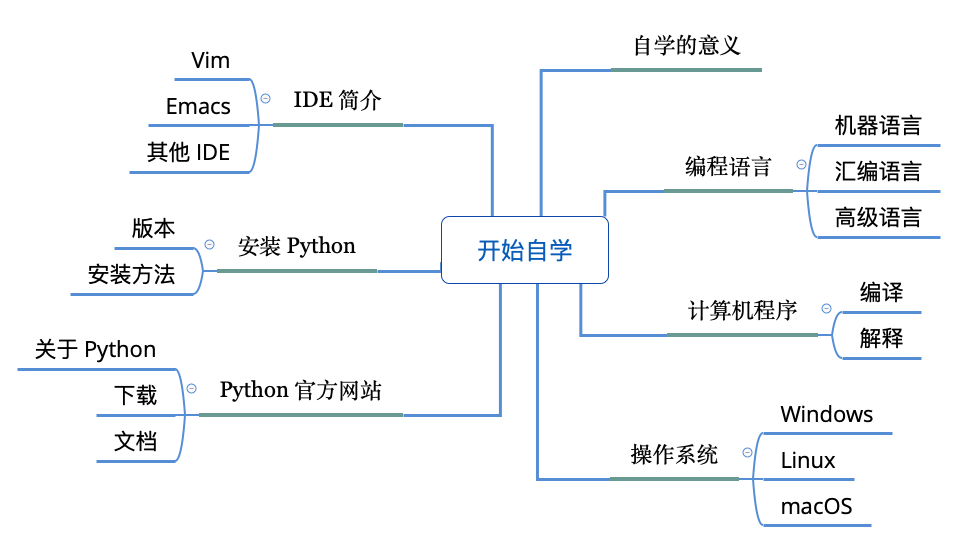 开始自学
自学的意义
编程语言
机器语言
汇编语言
高级语言
计算机程序
编译
解释
操作系统
Windows
Linux
macOS
Python 官方网站
关于 Python
下载
文档
安装 Python
版本
安装方法
IDE 简介
Vim
Emacs
其他 IDE